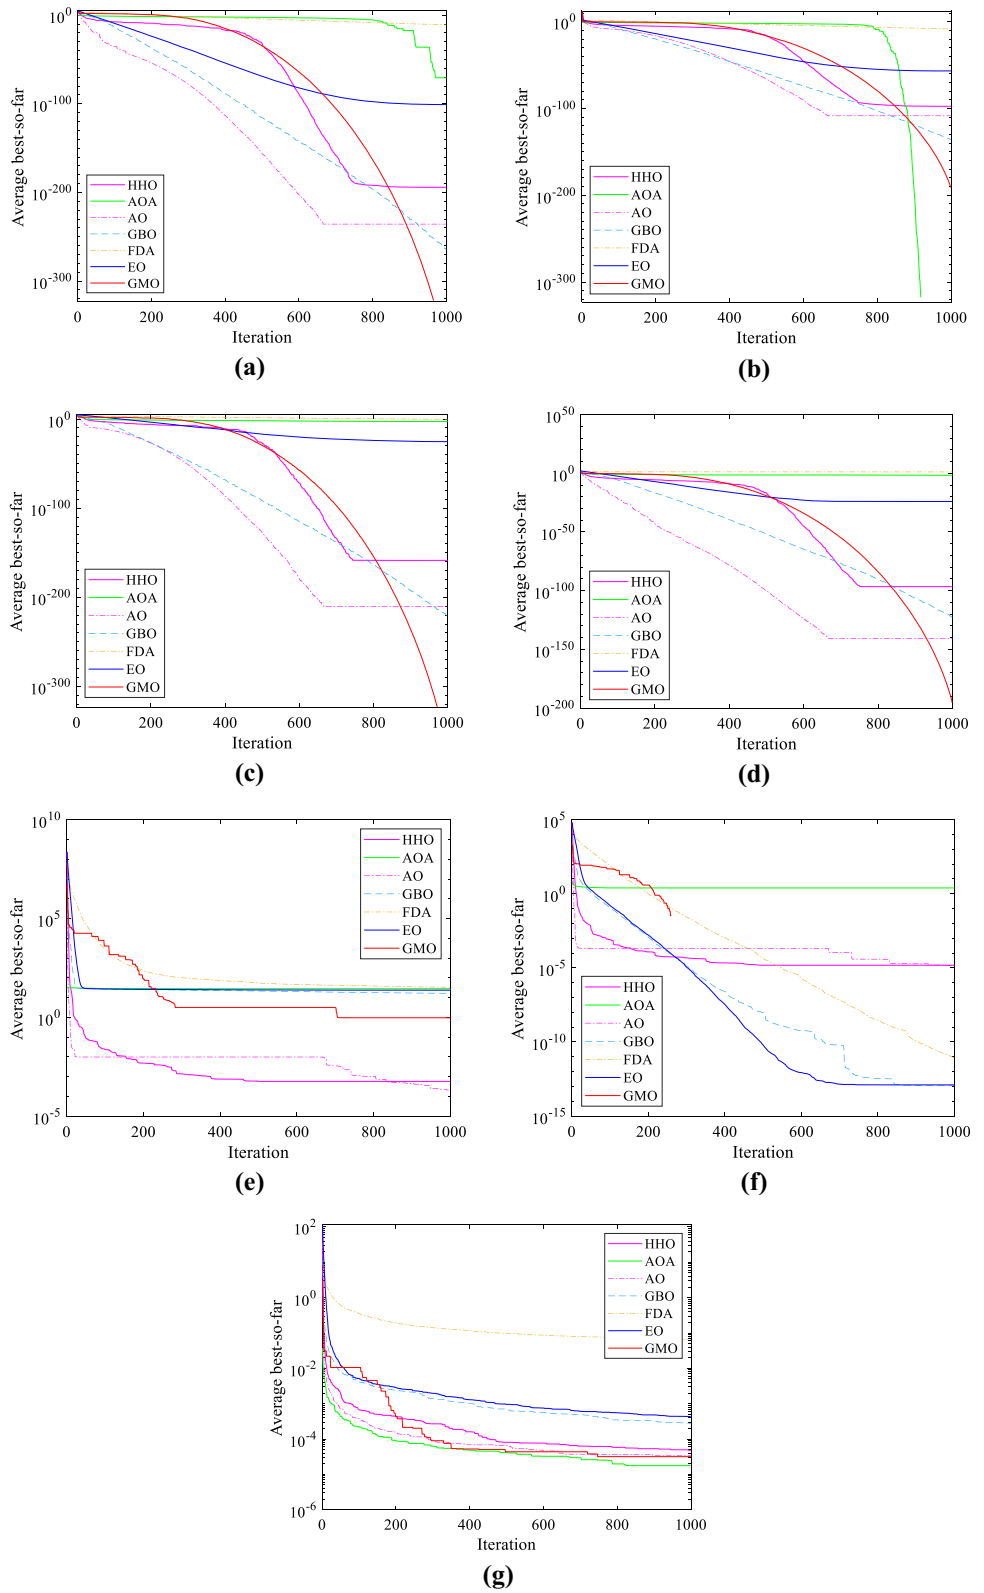 Average best-so-far
10^0
10^-100
10^-200
10^-300
HHO
AOA
AO
GBO
FDA
EO
GMO
0 200 400 600 800 1000
Iteration
(a)
Average best-so-far
10^0
10^-100
10^-200
10^-300
HHO
AOA
AO
GBO
FDA
EO
GMO
0 200 400 600 800 1000
Iteration
(b)
Average best-so-far
10^0
10^-100
10^-200
10^-300
HHO
AOA
AO
GBO
FDA
EO
GMO
0 200 400 600 800 1000
Iteration
(c)
Average best-so-far
10^50
10^0
10^-50
10^-100
10^-150
10^-200
HHO
AOA
AO
GBO
FDA
EO
GMO
0 200 400 600 800 1000
Iteration
(d)
Average best-so-far
10^10
10^5
10^0
10^-5
HHO
AOA
AO
GBO
FDA
EO
GMO
0 200 400 600 800 1000
Iteration
(e)
Average best-so-far
10^5
10^0
10^-5
10^-10
10^-15
HHO
AOA
AO
GBO
FDA
EO
GMO
0 200 400 600 800 1000
Iteration
(f)
Average best-so-far
10^2
10^0
10^-2
10^-4
10^-6
HHO
AOA
AO
GBO
FDA
EO
GMO
0 200 400 600 800 1000
Iteration
(g)